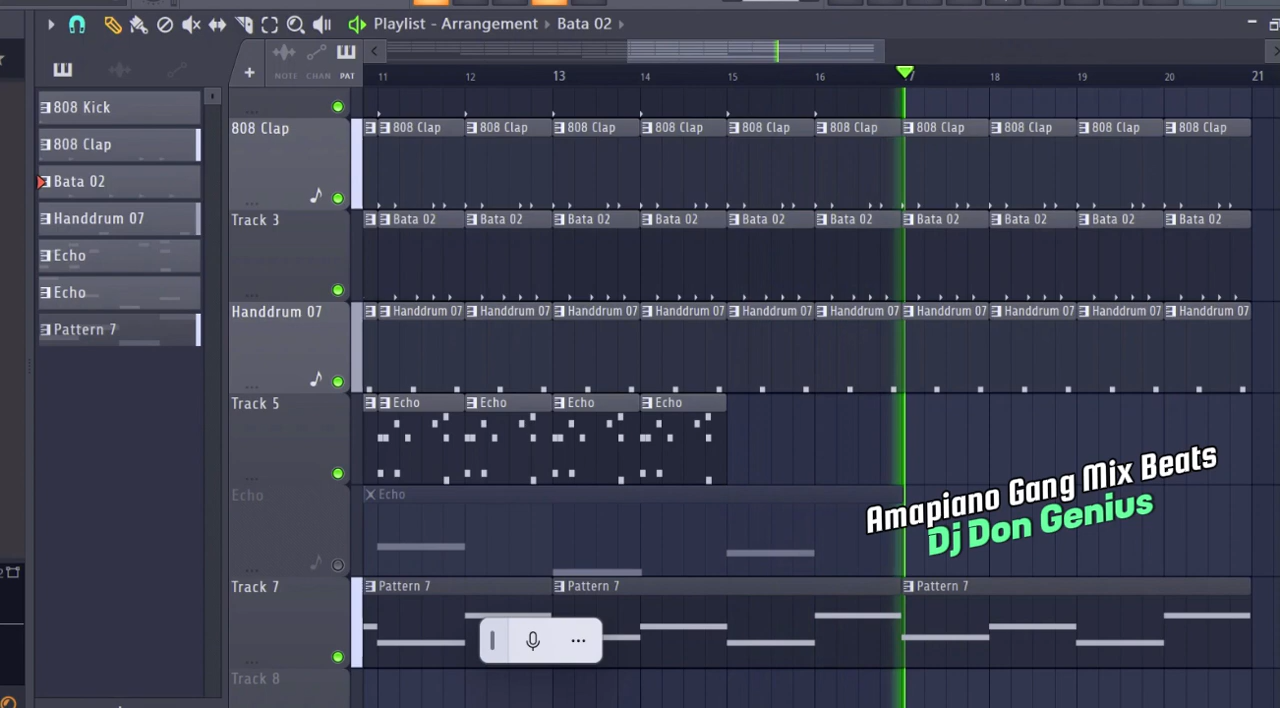 Playlist - Arrangement Bata 02
NOTE CHAN PAT
11 12 13 14 15 16 17 18 19 20 21
808 Kick
808 Clap
Bata 02
Handdrum 07
Echo
Echo
Pattern 7
808 Clap
808 Clap 808 Clap 808 Clap 808 Clap 808 Clap 808 Clap 808 Clap 808 Clap 808 Clap 808 Clap
Track 3
Bata 02 Bata 02 Bata 02 Bata 02 Bata 02 Bata 02 Bata 02 Bata 02 Bata 02 Bata 02
Handdrum 07
Handdrum 07 Handdrum 07 Handdrum 07 Handdrum 07 Handdrum 07 Handdrum 07 Handdrum 07 Handdrum 07 Handdrum 07 Handdrum 07
Track 5
Echo Echo Echo Echo
Echo
Echo
Amapiano Gang Mix Beats
Dj Don Genius
Track 7
Pattern 7 Pattern 7 Pattern 7
Track 8